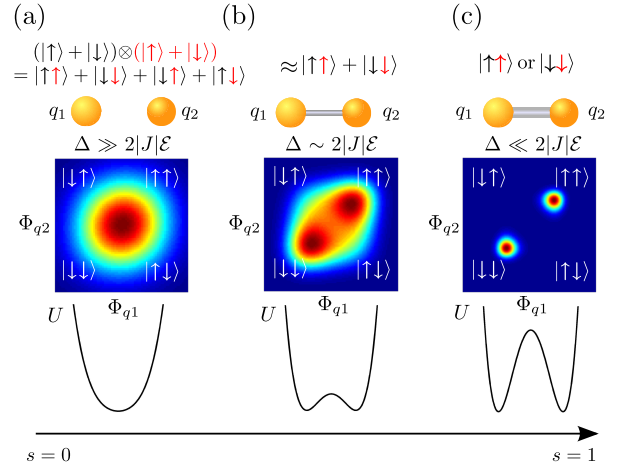 (a)
(|↑⟩ + |↓⟩)⊗(|↑⟩ + |↓⟩)
= |↑↑⟩ + |↓↓⟩ + |↓↑⟩ + |↑↓⟩
q1 q2
Δ ≫ 2|J|ℰ
|↓↑⟩ |↑↑⟩
Φq2
|↓↓⟩ |↑↓⟩
U Φq1
(b)
≈|↑↑⟩ + |↓↓⟩
q1 q2
Δ ∼ 2|J|ℰ
|↓↑⟩ |↑↑⟩
Φq2
|↓↓⟩ |↑↓⟩
U Φq1
(c)
|↑↑⟩ or |↓↓⟩
q1 q2
Δ ≪ 2|J|ℰ
|↓↑⟩ |↑↑⟩
Φq2
|↓↓⟩ |↑↓⟩
U Φq1
s = 0 s = 1